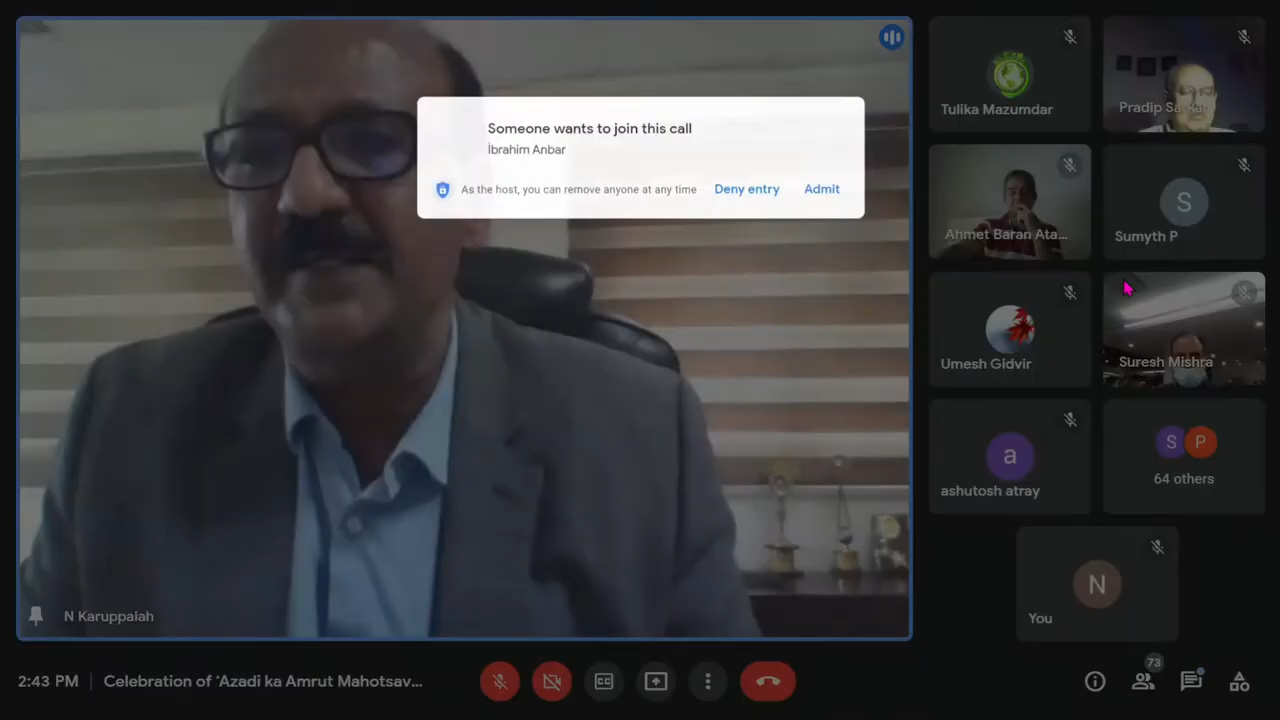 Someone wants to join this call
İbrahim Anbar
As the host, you can remove anyone at any time
Deny entry
Admit
Tulika Mazumdar
Pradip Sarkar
Ahmet Baran Ata...
S
Sumyth P
Umesh Gidvir
Suresh Mishra
a
ashutosh atray
S P
64 others
N
You
N Karuppaiah
2:43 PM | Celebration of 'Azadi ka Amrut Mahotsav...
CC
73